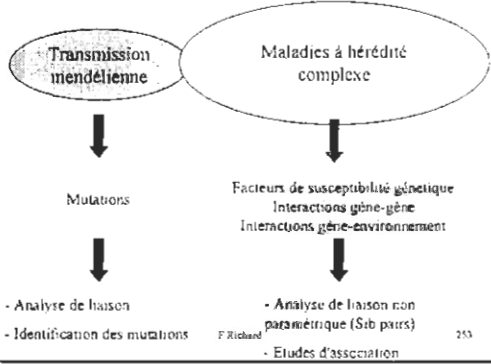 Transmission
mendélienne
Maladies à hérédité
complexe
Mutations
Facteurs de susceptibilité génétique
Interactions gène-gène
Interactions gène-environnement
- Analyse de liaison
- Identification des mutations
- Analyse de liaison non
paramétrique (Sib pairs)
- Etudes d'association
F Richard
253